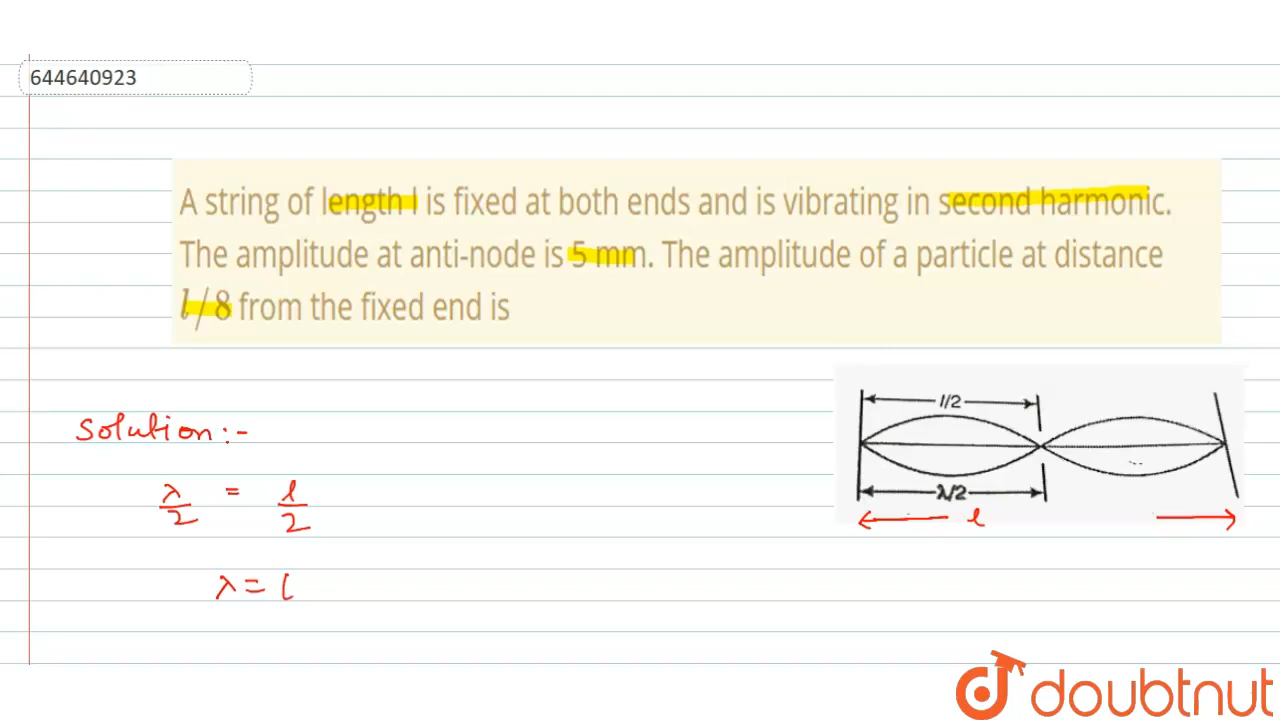 644640923
A string of length l is fixed at both ends and is vibrating in second harmonic.
The amplitude at anti-node is 5 mm. The amplitude of a particle at distance
l/8 from the fixed end is
l/2
Solution:-
λ/2 = l/2
λ/2
l
λ = l
doubtnut